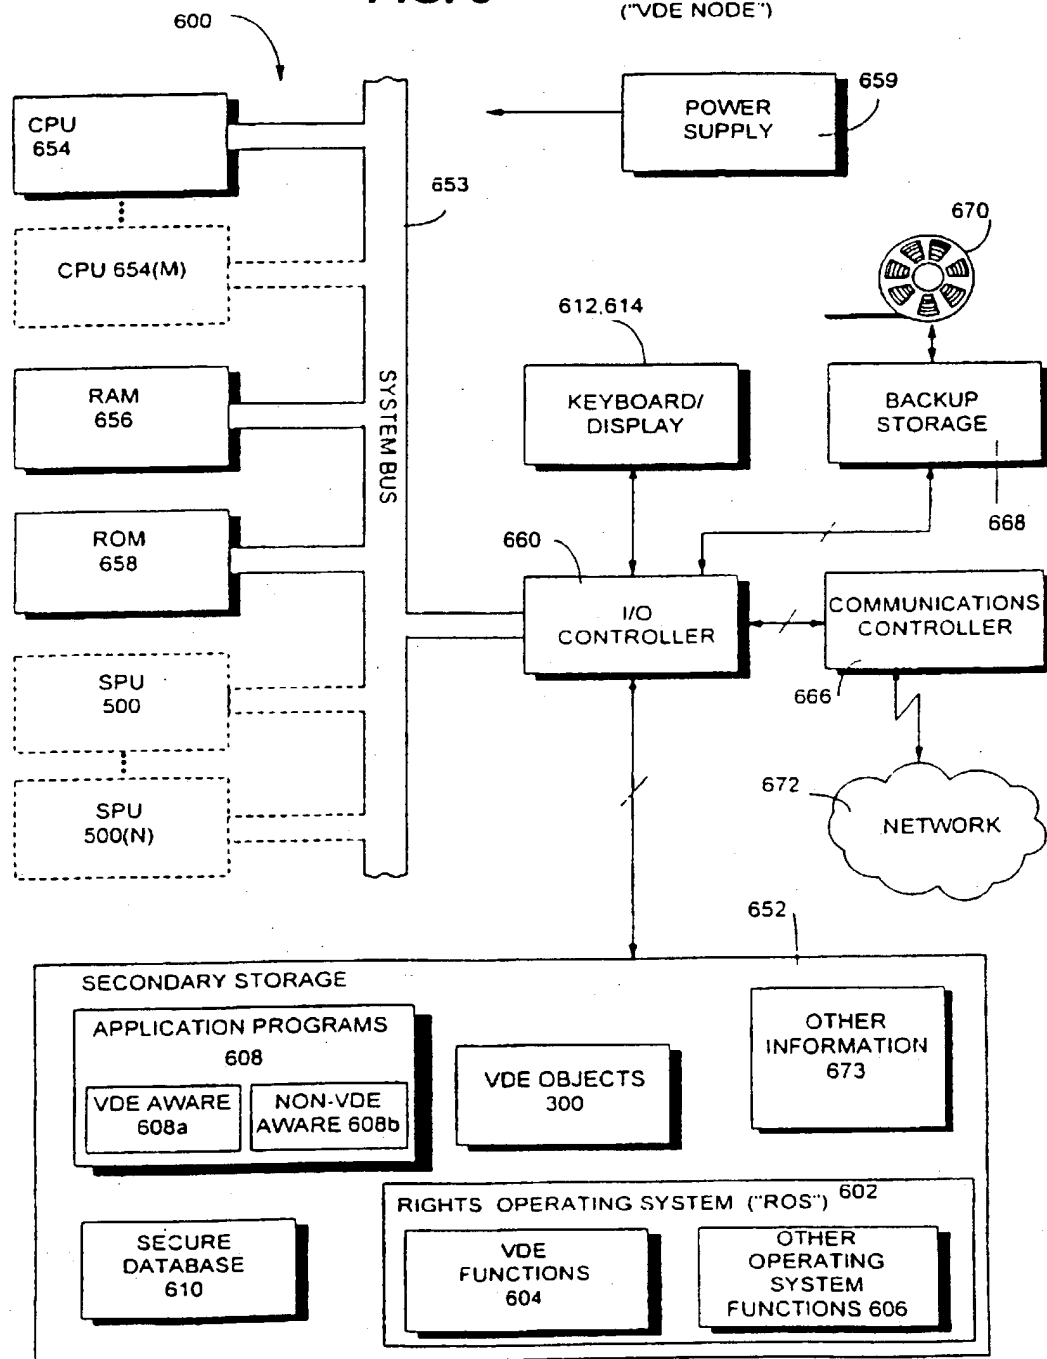 ("VDE NODE")
600
CPU
654
POWER
SUPPLY
659
653
CPU 654(M)
670
612,614
RAM
656
SYSTEM BUS
KEYBOARD/
DISPLAY
BACKUP
STORAGE
668
ROM
658
660
I/O
CONTROLLER
COMMUNICATIONS
CONTROLLER
666
SPU
500
SPU
500(N)
672
NETWORK
652
SECONDARY STORAGE
APPLICATION PROGRAMS
608
VDE AWARE
608a
NON-VDE
AWARE 608b
VDE OBJECTS
300
OTHER
INFORMATION
673
SECURE
DATABASE
610
RIGHTS OPERATING SYSTEM ("ROS") 602
VDE
FUNCTIONS
604
OTHER
OPERATING
SYSTEM
FUNCTIONS 606